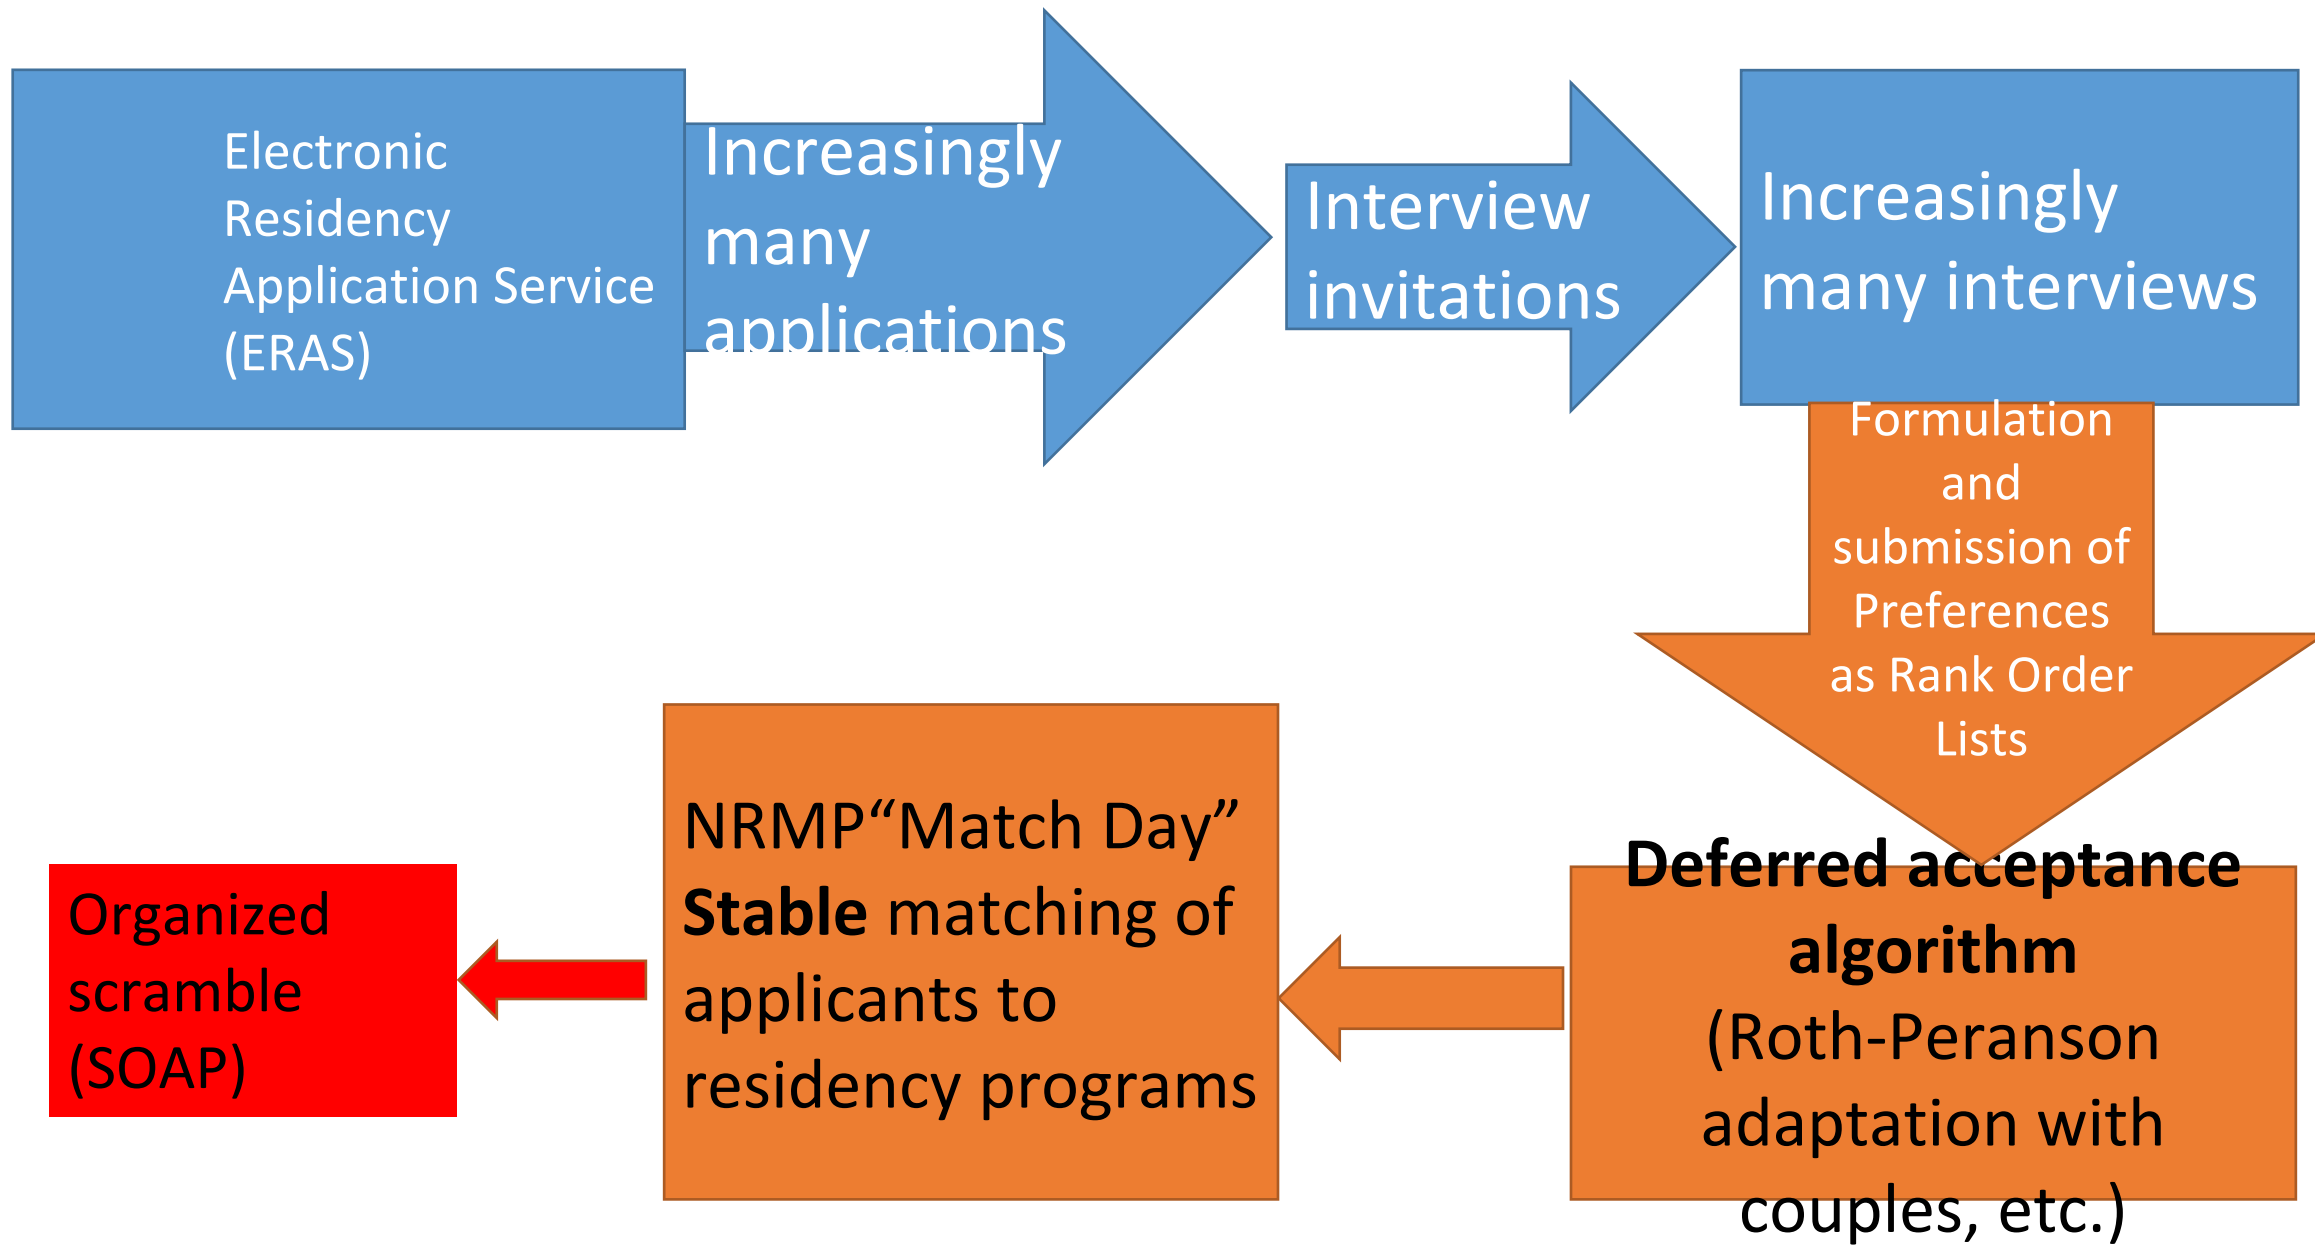 Electronic
Residency
Application Service
(ERAS)
Increasingly
many
applications
Interview
invitations
Increasingly
many interviews
Formulation
and
submission of
Preferences
as Rank Order
Lists
Deferred acceptance
algorithm
(Roth-Peranson
adaptation with
couples, etc.)
NRMP“Match Day”
Stable matching of
applicants to
residency programs
Organized
scramble
(SOAP)